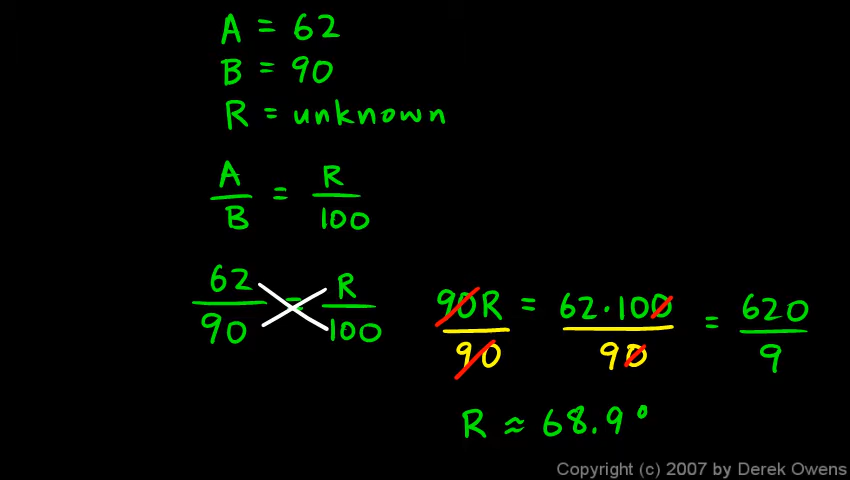 A = 62
B = 90
R = unknown
A/B = R/100
62/90 = R/100
90R/90 = 62·100/90 = 620/9
R ≈ 68.9°
Copyright (c) 2007 by Derek Owens